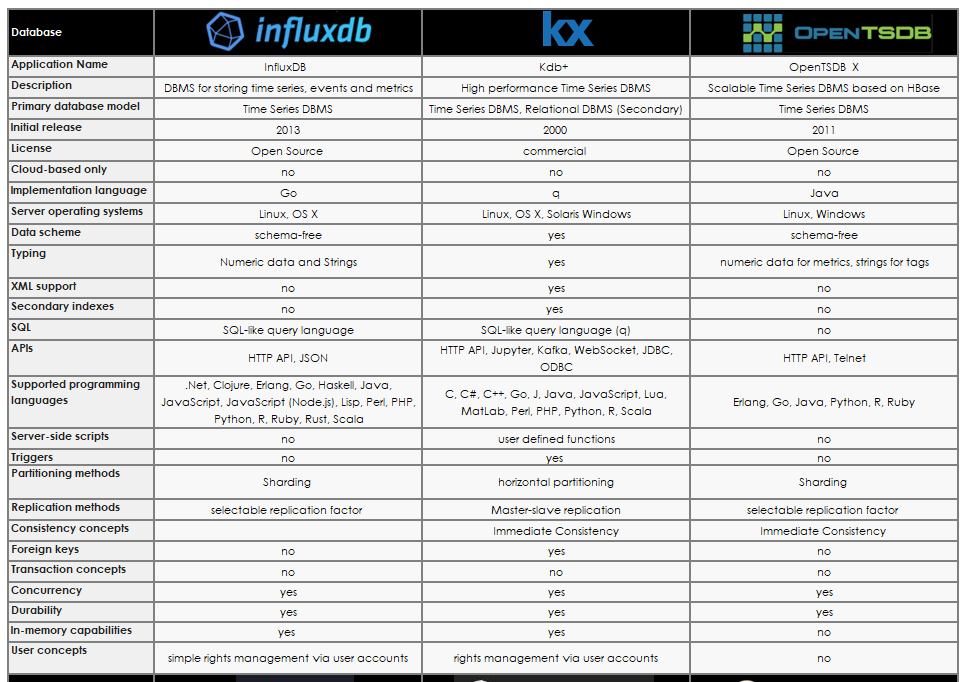 Database influxdb kx OPENTSDB
Application Name InfluxDB Kdb+ OpenTSDB X
Description DBMS for storing time series, events and metrics High performance Time Series DBMS Scalable Time Series DBMS based on HBase
Primary database model Time Series DBMS Time Series DBMS, Relational DBMS (Secondary) Time Series DBMS
Initial release 2013 2000 2011
License Open Source commercial Open Source
Cloud-based only no no no
Implementation language Go q Java
Server operating systems Linux, OS X Linux, OS X, Solaris Windows Linux, Windows
Data scheme schema-free yes schema-free
Typing Numeric data and Strings yes numeric data for metrics, strings for tags
XML support no yes no
Secondary indexes no yes no
SQL SQL-like query language SQL-like query language (q) no
APIs HTTP API, JSON HTTP API, Jupyter, Kafka, WebSocket, JDBC,
ODBC HTTP API, Telnet
Supported programming
languages .Net, Clojure, Erlang, Go, Haskell, Java,
JavaScript, JavaScript (Node.js), Lisp, Perl, PHP,
Python, R, Ruby, Rust, Scala C, C#, C++, Go, J, Java, JavaScript, Lua,
MatLab, Perl, PHP, Python, R, Scala Erlang, Go, Java, Python, R, Ruby
Server-side scripts no user defined functions no
Triggers no yes no
Partitioning methods Sharding horizontal partitioning Sharding
Replication methods selectable replication factor Master-slave replication selectable replication factor
Consistency concepts Immediate Consistency Immediate Consistency
Foreign keys no yes no
Transaction concepts no no no
Concurrency yes yes yes
Durability yes yes yes
In-memory capabilities yes yes no
User concepts simple rights management via user accounts rights management via user accounts no